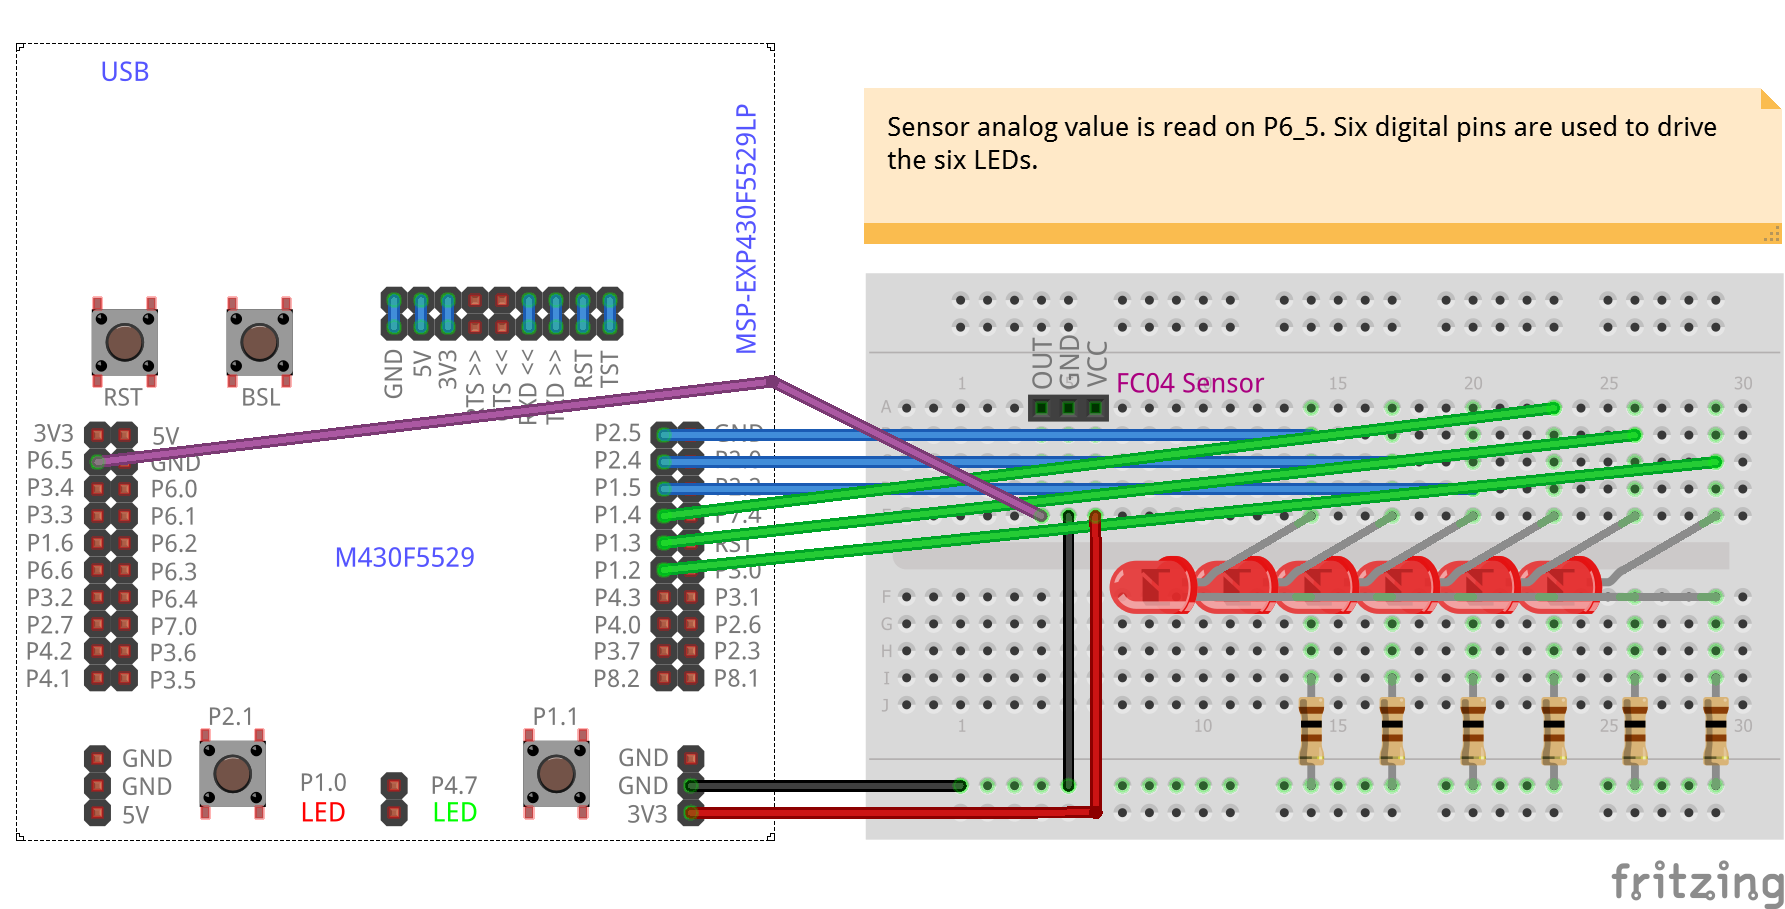 USB
MSP-EXP430F5529LP
Sensor analog value is read on P6_5. Six digital pins are used to drive
the six LEDs.
RST
BSL
GND
5V
3V3
RTS >>
RXD <<
TXD >>
RST
TST
OUT
GND
VCC
FC04 Sensor
1 15 20 25 30
A
3V3 5V
P6.5 GND
P3.4 P6.0
P3.3 P6.1
P1.6 P6.2
P6.6 P6.3
P3.2 P6.4
P2.7 P7.0
P4.2 P3.6
P4.1 P3.5
M430F5529
P2.5 GND
P2.4
P1.5
P1.4 P7.4
P1.3 RST
P1.2 P3.0
P4.3 P3.1
P4.0 P2.6
P3.7 P2.3
P8.2 P8.1
F
G
H
I
J
1 10 15 25 30
P2.1
P1.1
GND
GND
5V
P1.0
LED
P4.7
LED
GND
GND
3V3
fritzing